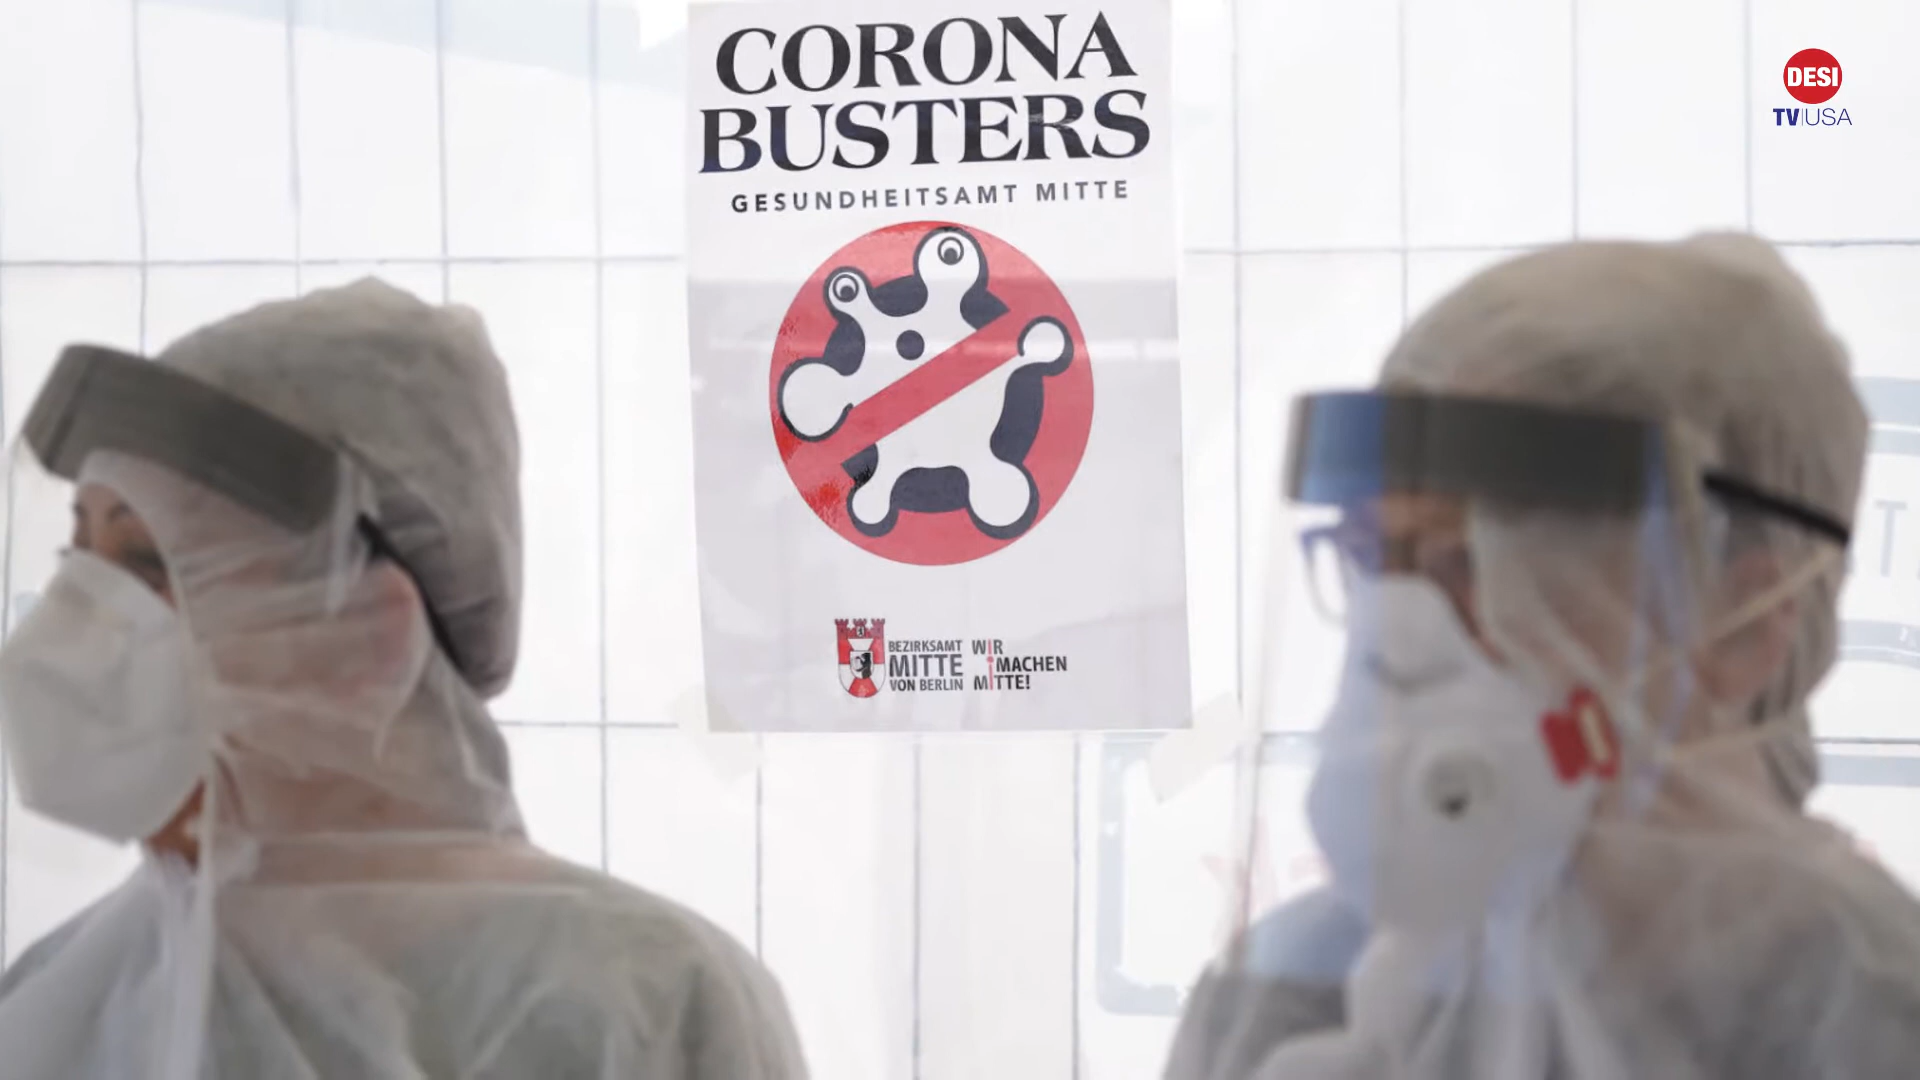 CORONA
BUSTERS
GESUNDHEITSAMT MITTE
BEZIRKSAMT
MITTE
VON BERLIN
WIR
MACHEN
MITTE!
DESI
TV|USA